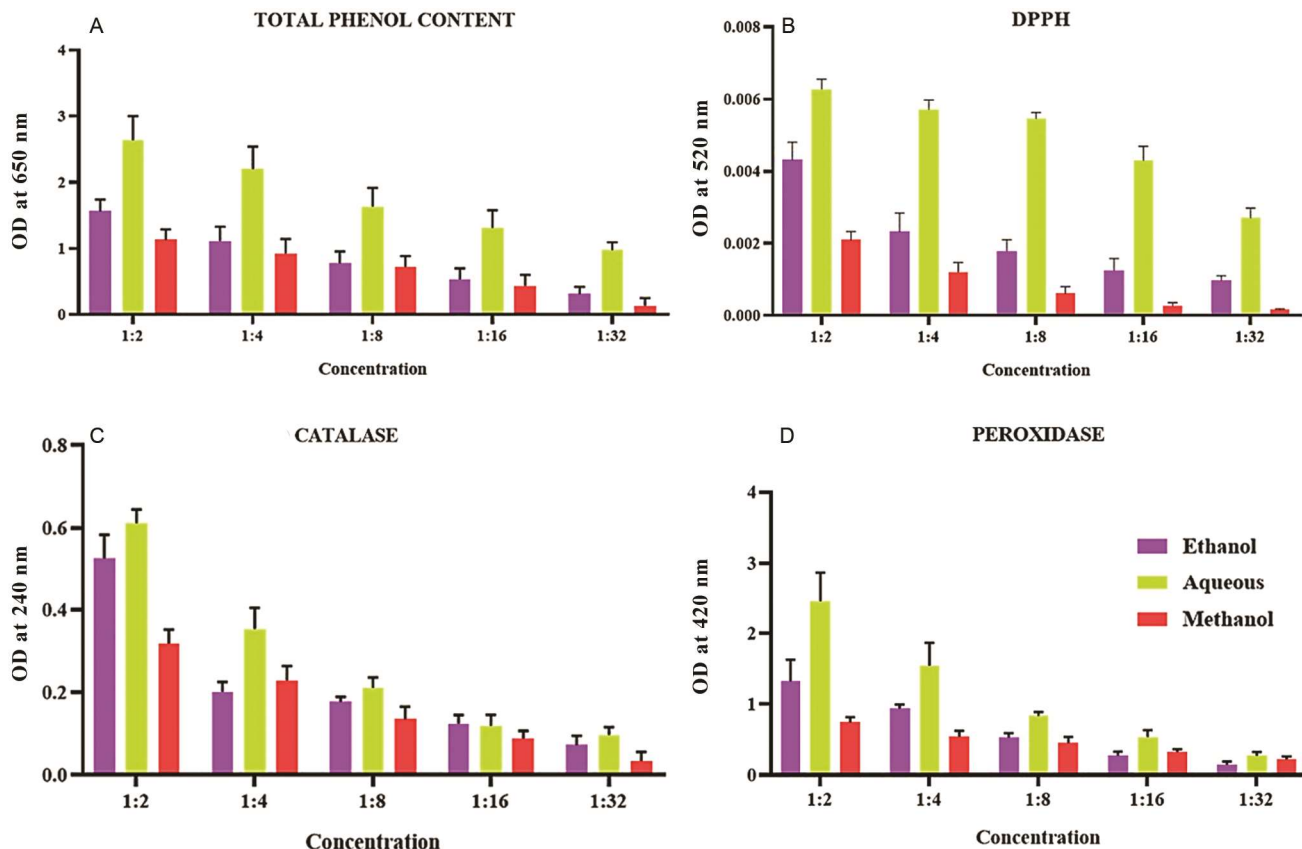 A
TOTAL PHENOL CONTENT
OD at 650 nm
4
3
2
1
0
1:2 1:4 1:8 1:16 1:32
Concentration
B
DPPH
OD at 520 nm
0.008
0.006
0.004
0.002
0.000
1:2 1:4 1:8 1:16 1:32
Concentration
C
CATALASE
OD at 240 nm
0.8
0.6
0.4
0.2
0.0
1:2 1:4 1:8 1:16 1:32
Concentration
D
PEROXIDASE
OD at 420 nm
4
3
2
1
0
1:2 1:4 1:8 1:16 1:32
Concentration
Ethanol
Aqueous
Methanol